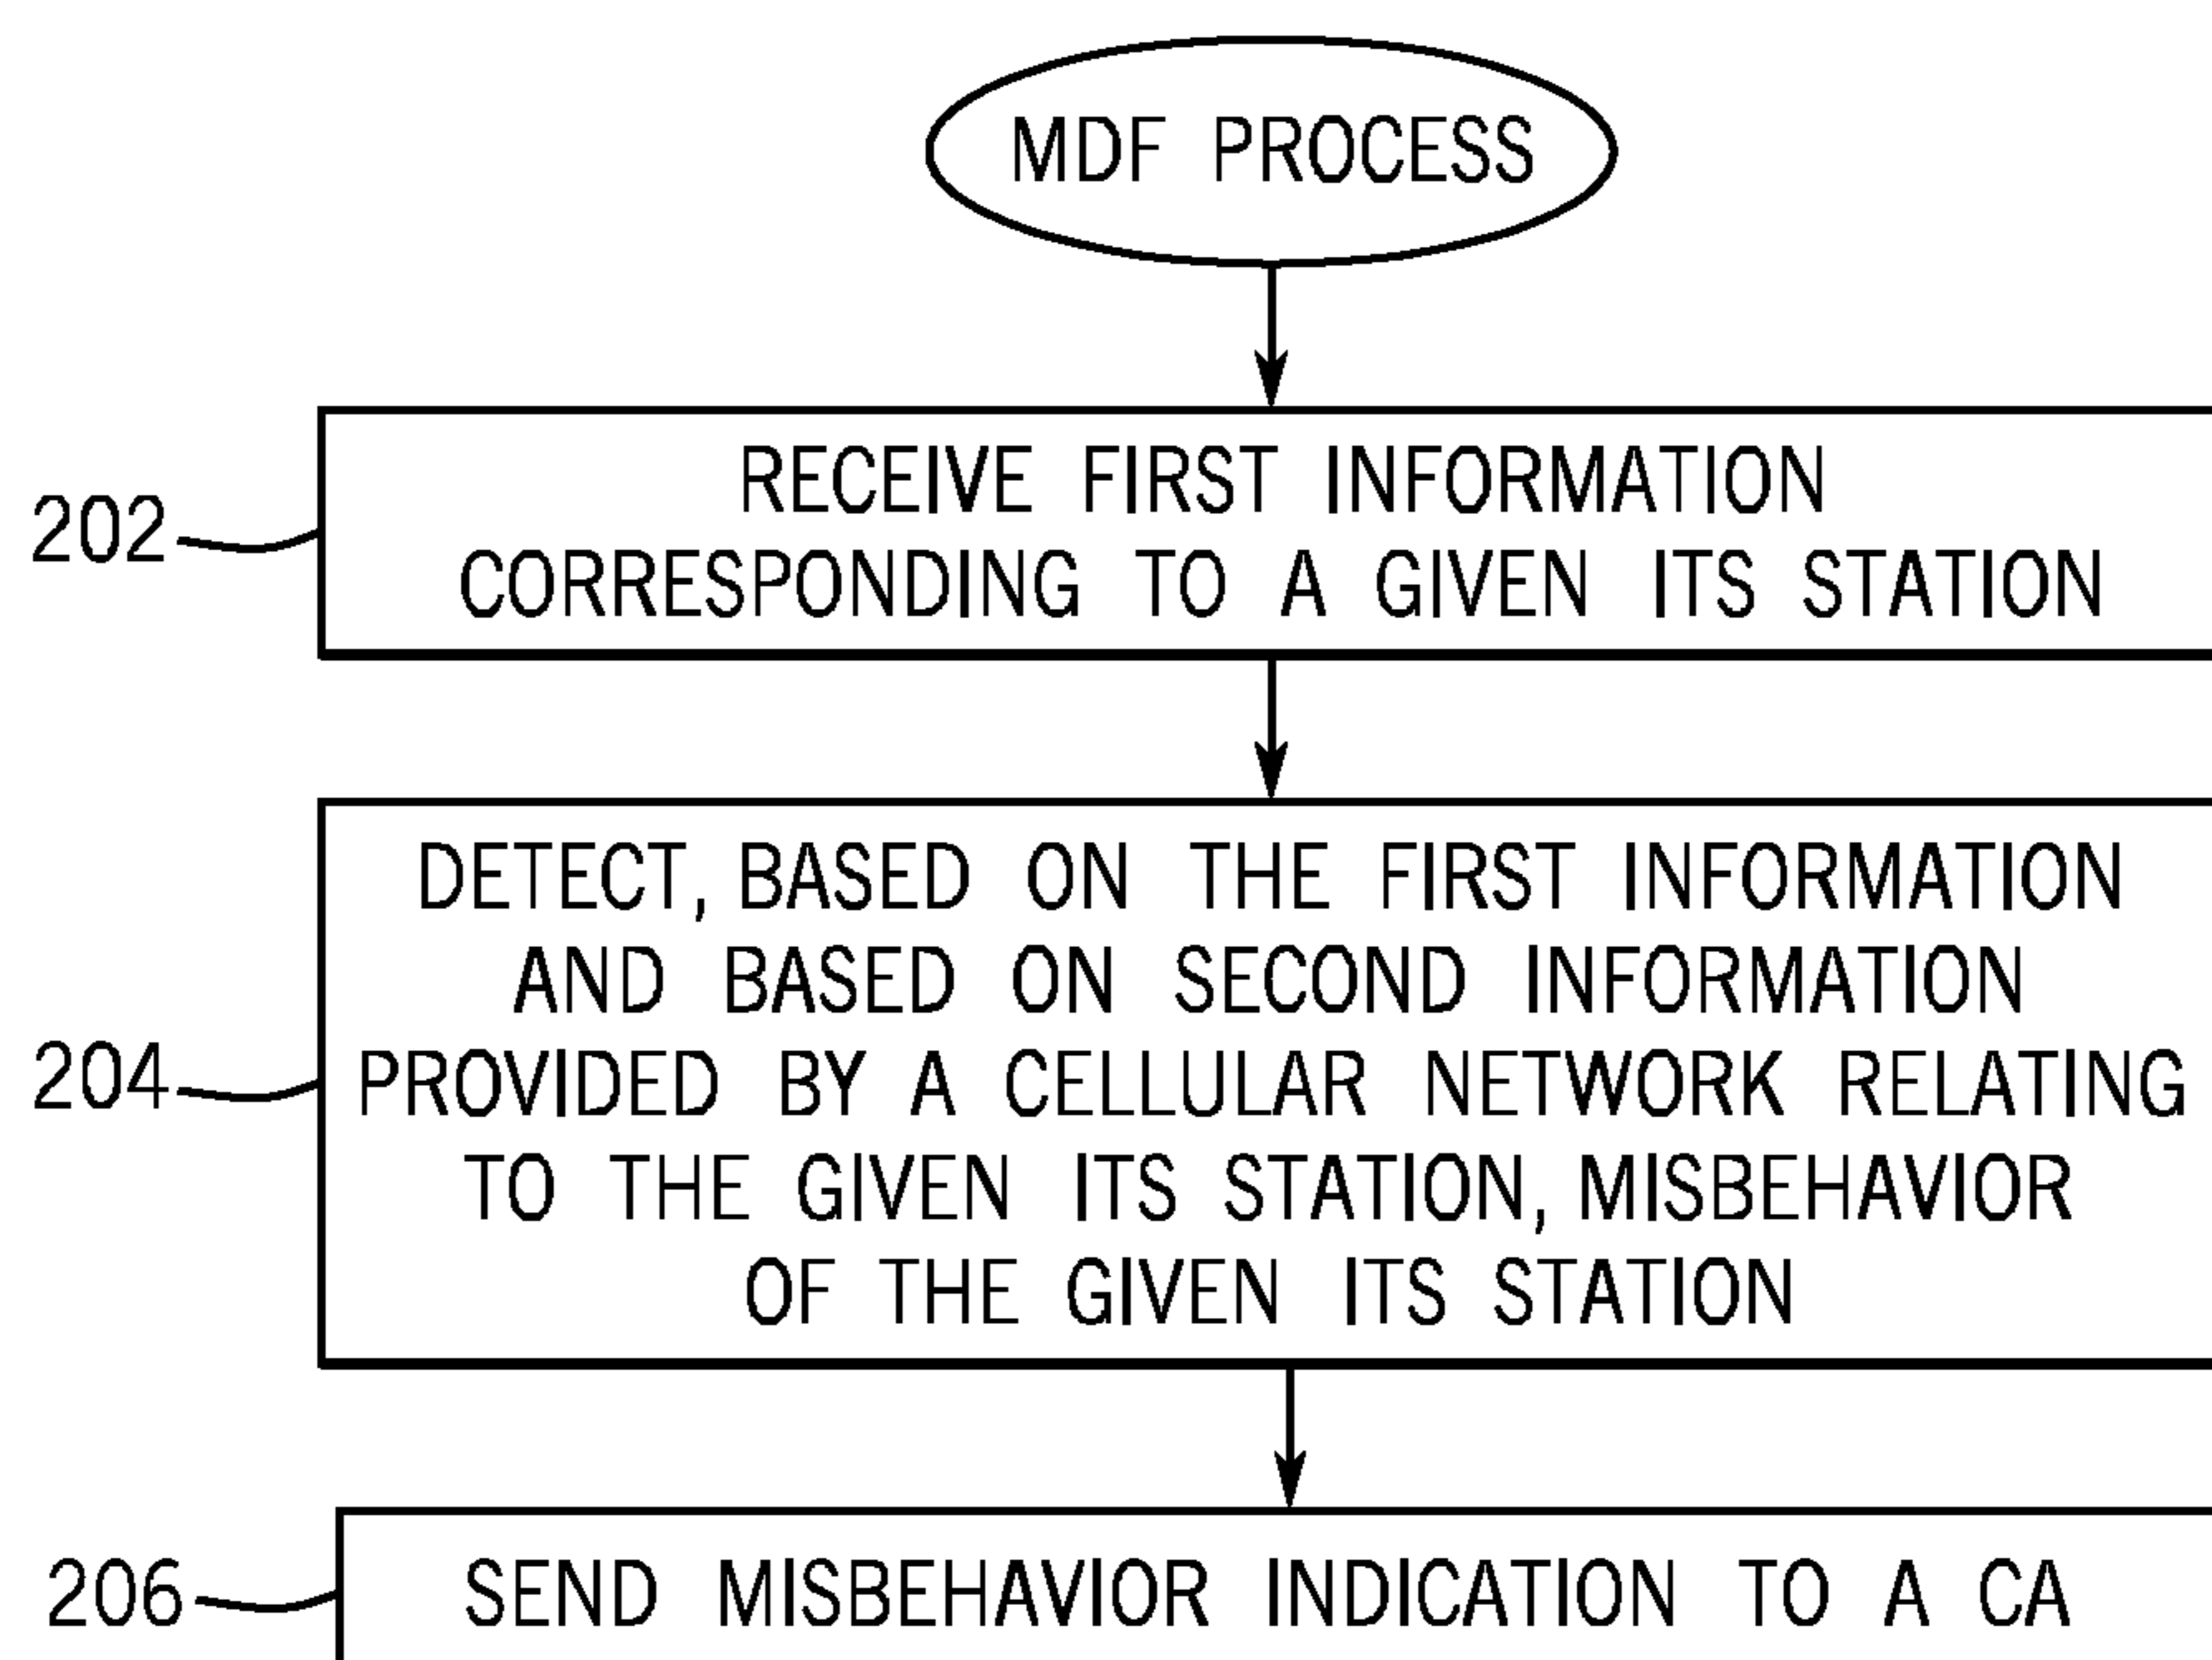 MDF PROCESS
202
RECEIVE FIRST INFORMATION
CORRESPONDING TO A GIVEN ITS STATION
204
DETECT, BASED ON THE FIRST INFORMATION
AND BASED ON SECOND INFORMATION
PROVIDED BY A CELLULAR NETWORK RELATING
TO THE GIVEN ITS STATION, MISBEHAVIOR
OF THE GIVEN ITS STATION
206
SEND MISBEHAVIOR INDICATION TO A CA